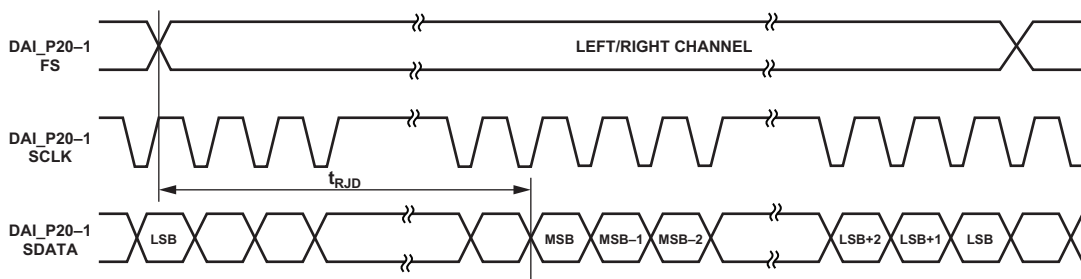 DAI_P20–1
FS
LEFT/RIGHT CHANNEL
DAI_P20–1
SCLK
tRJD
DAI_P20–1
SDATA
LSB
MSB
MSB–1
MSB–2
LSB+2
LSB+1
LSB